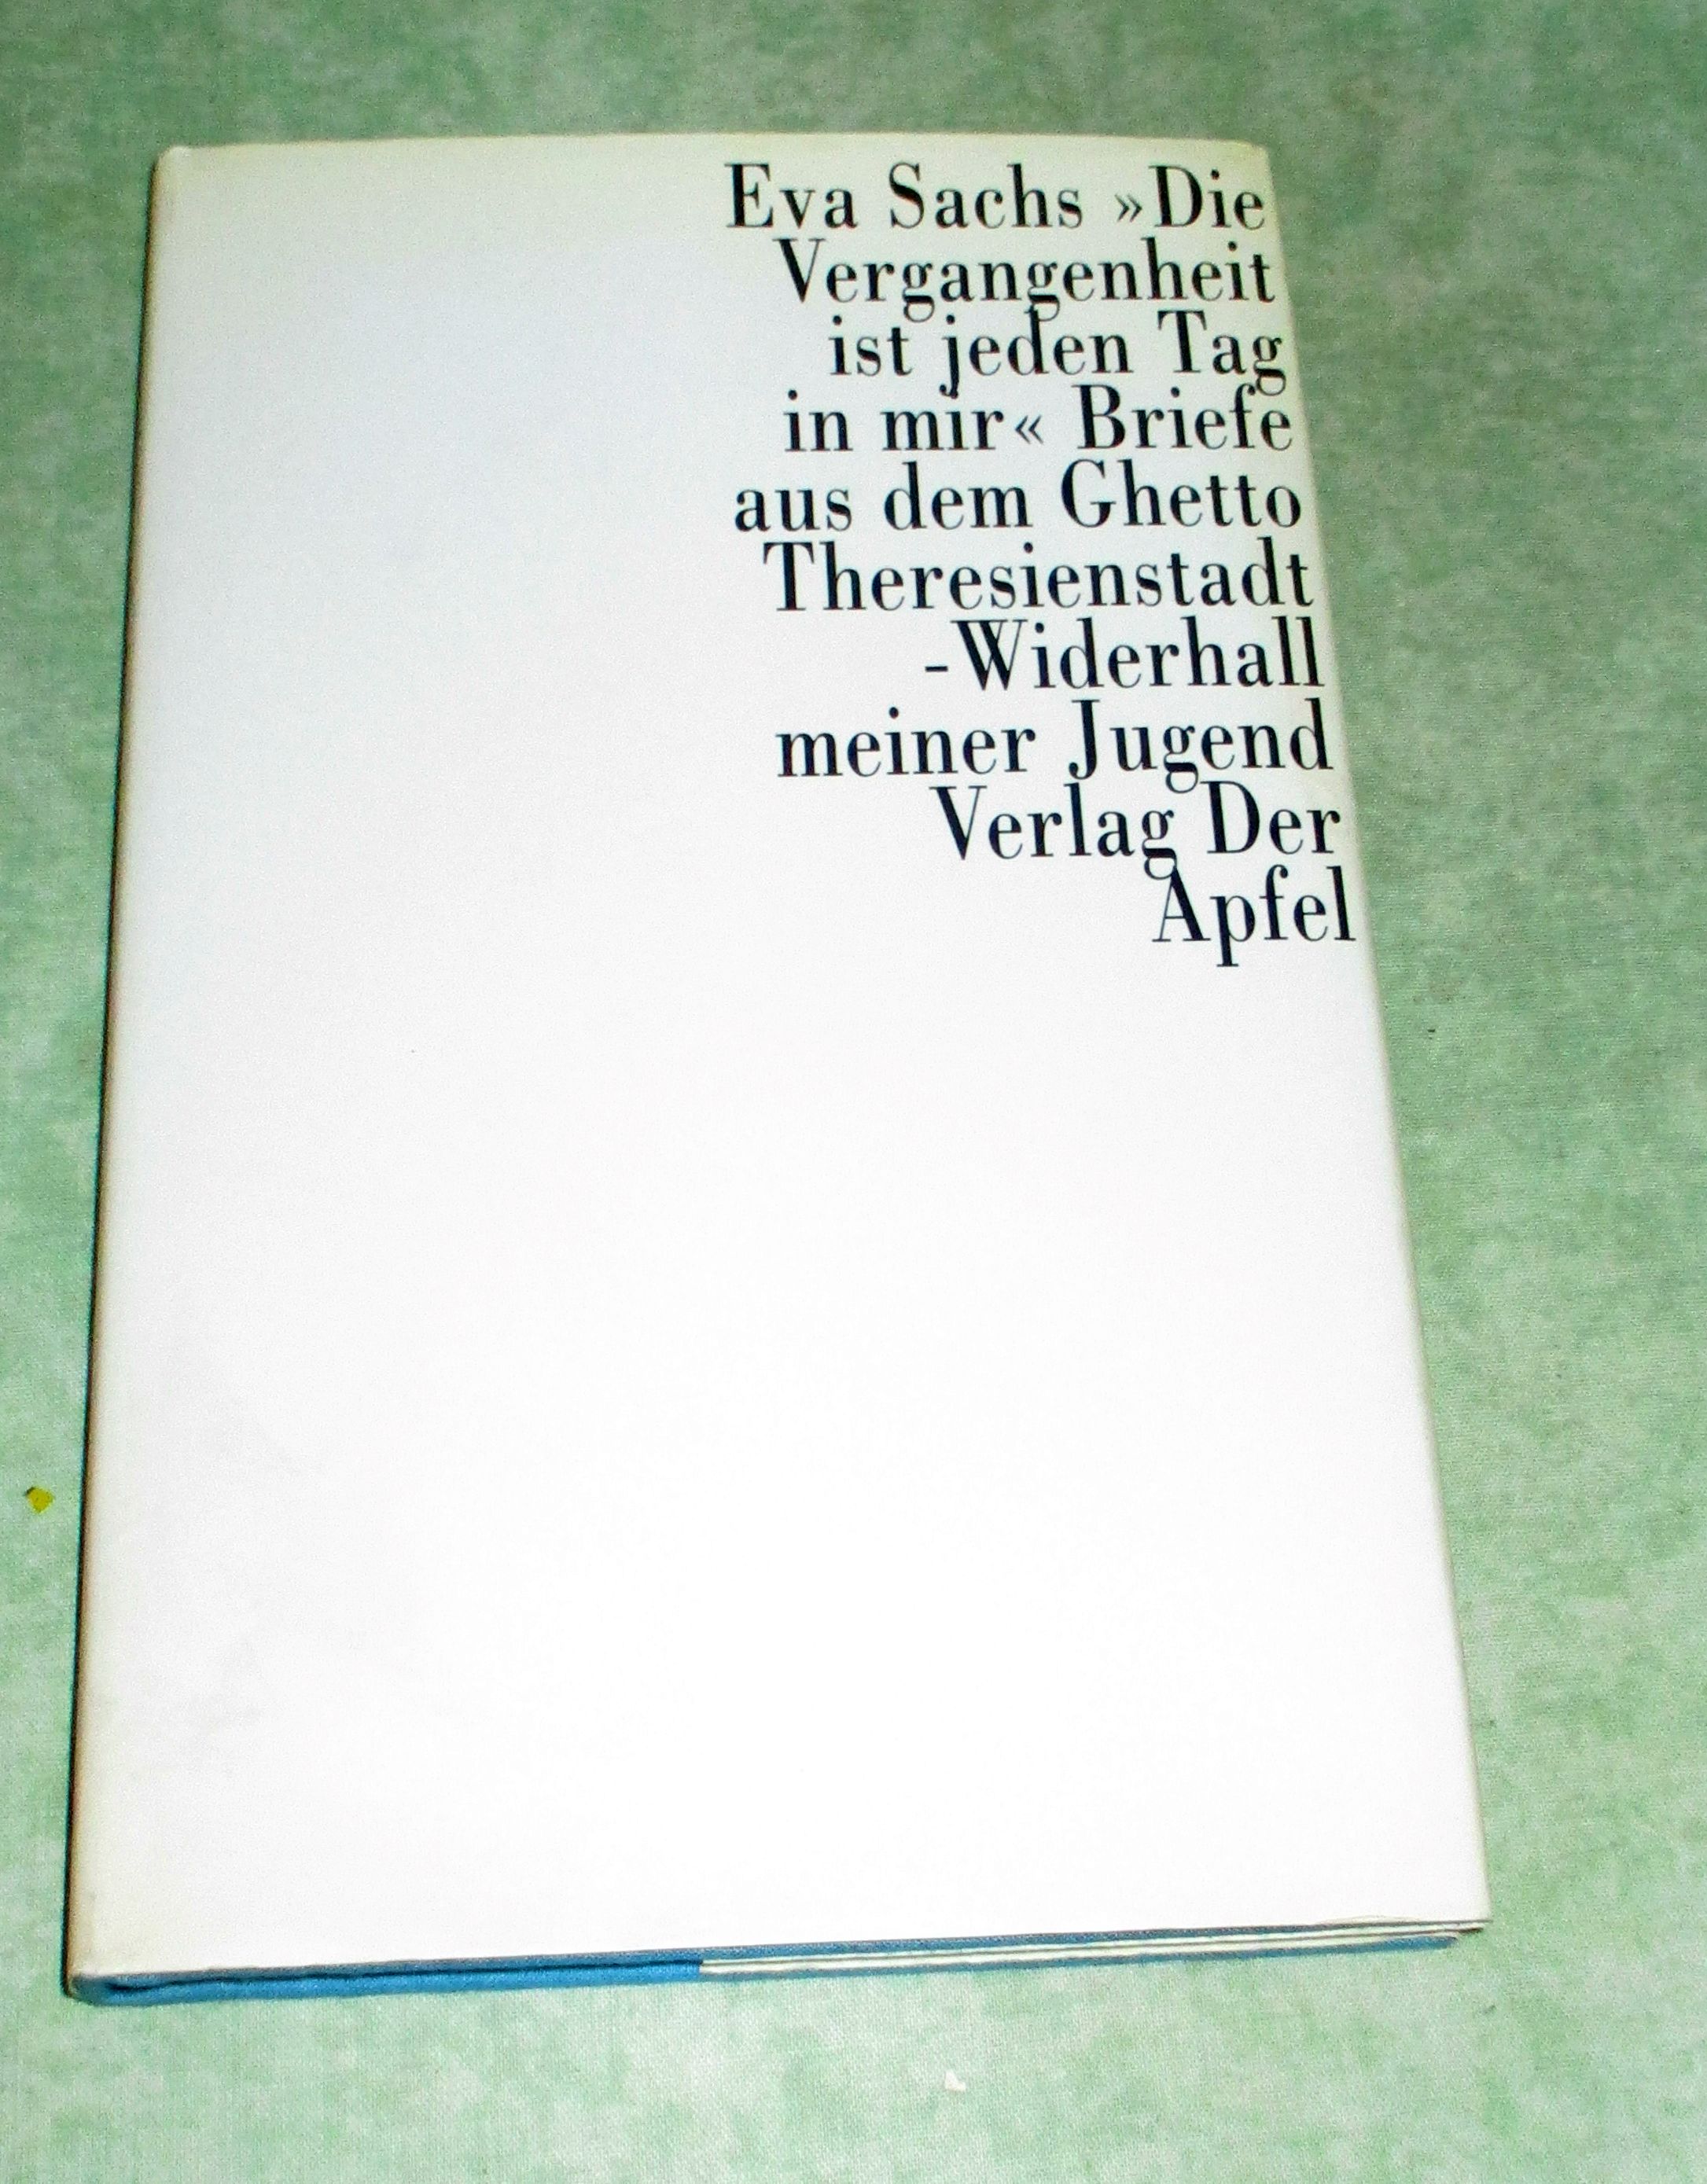 Eva Sachs »Die
Vergangenheit
ist jeden Tag
in mir« Briefe
aus dem Ghetto
Theresienstadt
-Widerhall
meiner Jugend
Verlag Der
Apfel